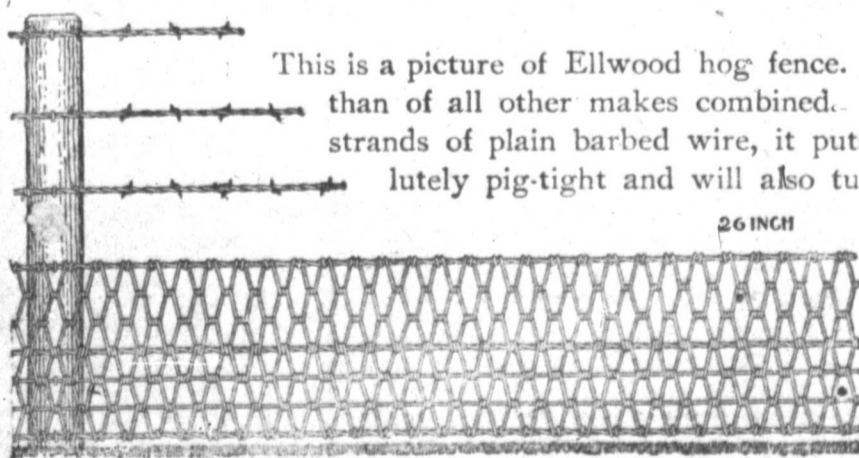 This is a picture of Ellwood hog fence.
than of all other makes combined.
strands of plain barbed wire, it put
lutely pig-tight and will also tu
26 INCH